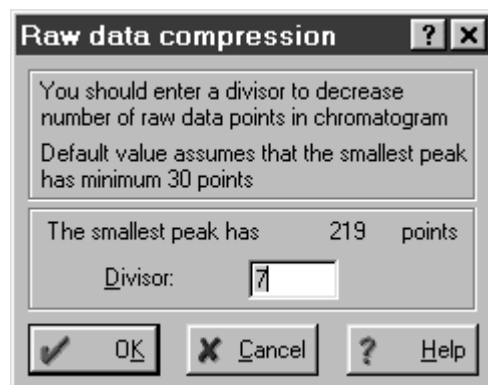 Raw data compression
You should enter a divisor to decrease
number of raw data points in chromatogram
Default value assumes that the smallest peak
has minimum 30 points
The smallest peak has 219 points
Divisor: 7
OK Cancel ? Help